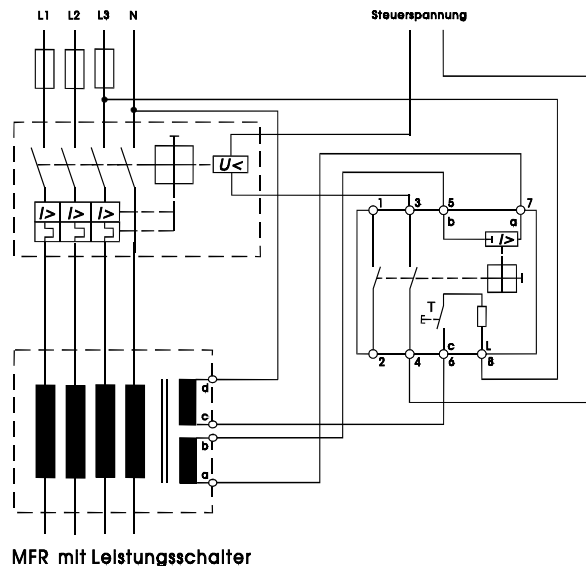 L1 L2 L3 N Steuerspannung
U<
1 3 5 7
b a
I> I> I> I>
T
c L
2 4 6 8
d
c
b
a
MFR mit Leistungsschalter